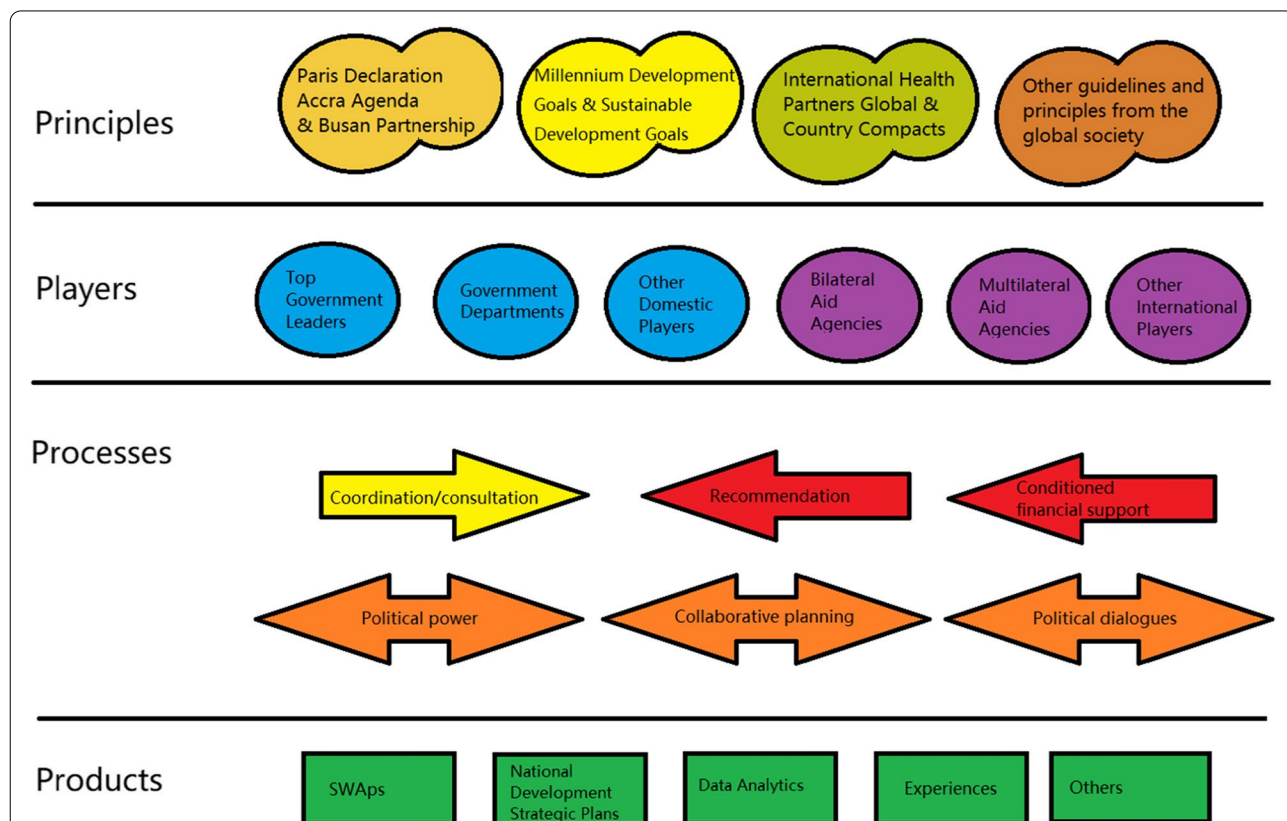 Principles
Paris Declaration
Accra Agenda
& Busan Partnership
Millennium Development
Goals & Sustainable
Development Goals
International Health
Partners Global &
Country Compacts
Other guidelines and
principles from the
global society
Players
Top
Government
Leaders
Government
Departments
Other
Domestic
Players
Bilateral
Aid
Agencies
Multilateral
Aid
Agencies
Other
International
Players
Processes
Coordination/consultation
Recommendation
Conditioned
financial support
Political power
Collaborative planning
Political dialogues
Products
SWAps
National
Development
Strategic Plans
Data Analytics
Experiences
Others